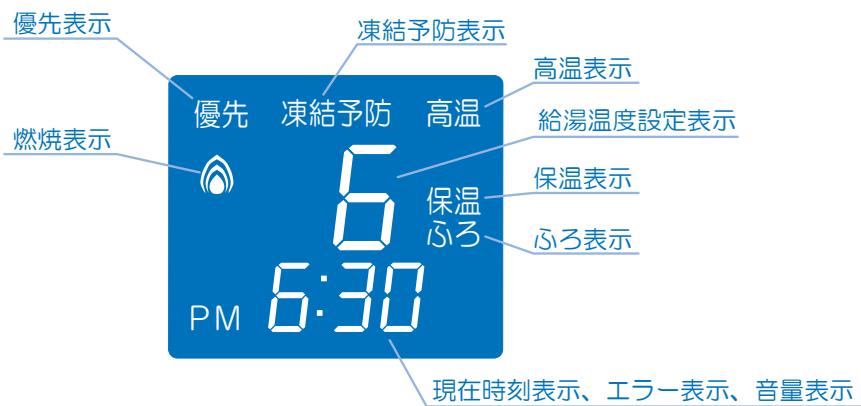 優先表示
凍結予防表示
高温表示
優先 凍結予防 高温
給湯温度設定表示
燃焼表示
6
保温表示
保温
ふろ
ふろ表示
PM 6:30
現在時刻表示、エラー表示、音量表示